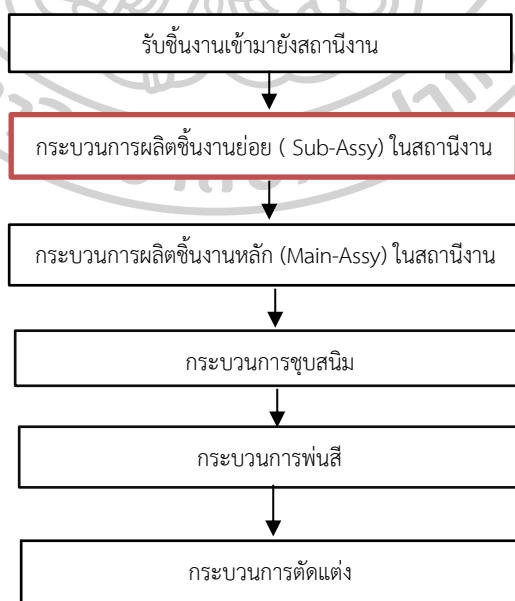 รับชิ้นงานเข้ามายังสถานีงาน
กระบวนการผลิตชิ้นงานย่อย ( Sub-Assy) ในสถานีงาน
กระบวนการผลิตชิ้นงานหลัก (Main-Assy) ในสถานีงาน
กระบวนการชุบสนิม
กระบวนการพ่นสี
กระบวนการตัดแต่ง